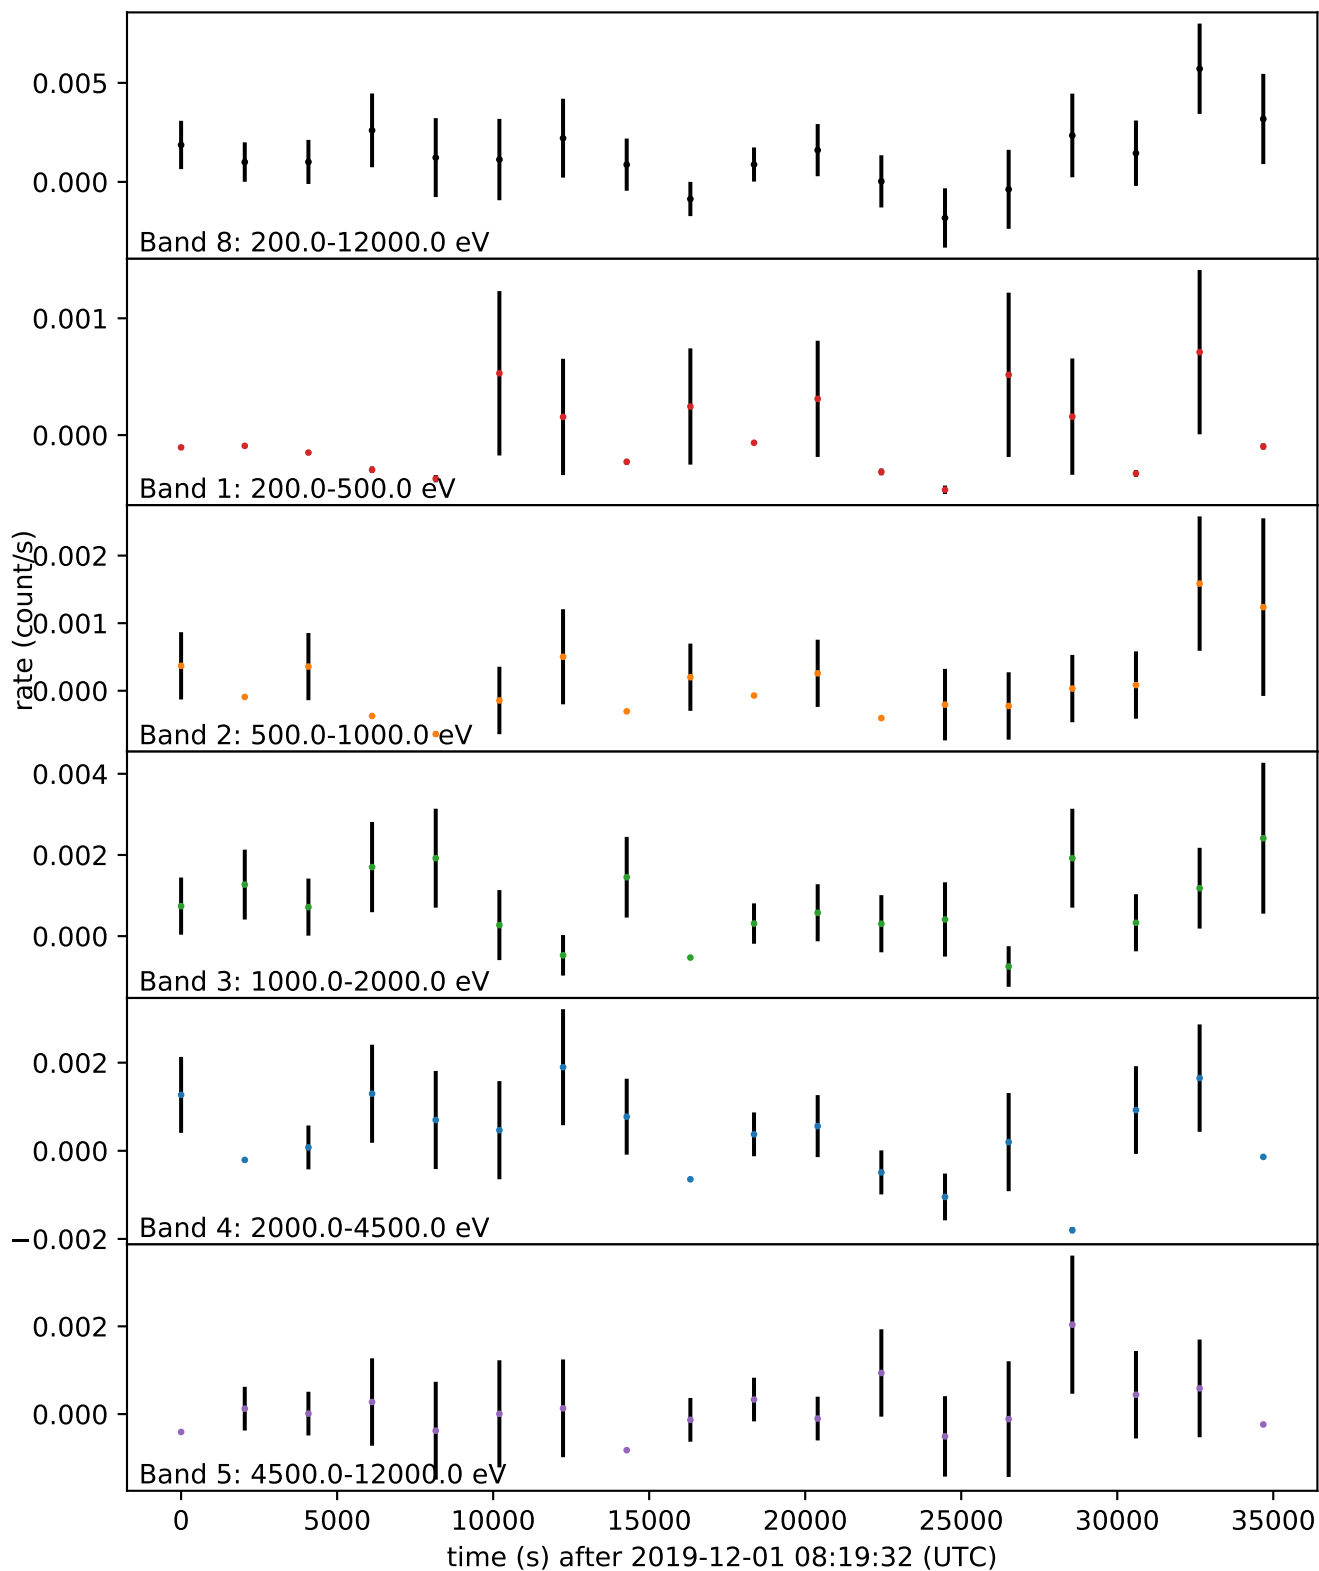 0.005
0.000
Band 8: 200.0-12000.0 eV
0.001
0.000
Band 1: 200.0-500.0 eV
rate (count/s)
0.002
0.001
0.000
Band 2: 500.0-1000.0 eV
0.004
0.002
0.000
Band 3: 1000.0-2000.0 eV
0.002
0.000
−0.002
Band 4: 2000.0-4500.0 eV
0.002
0.000
Band 5: 4500.0-12000.0 eV
0 5000 10000 15000 20000 25000 30000 35000
time (s) after 2019-12-01 08:19:32 (UTC)